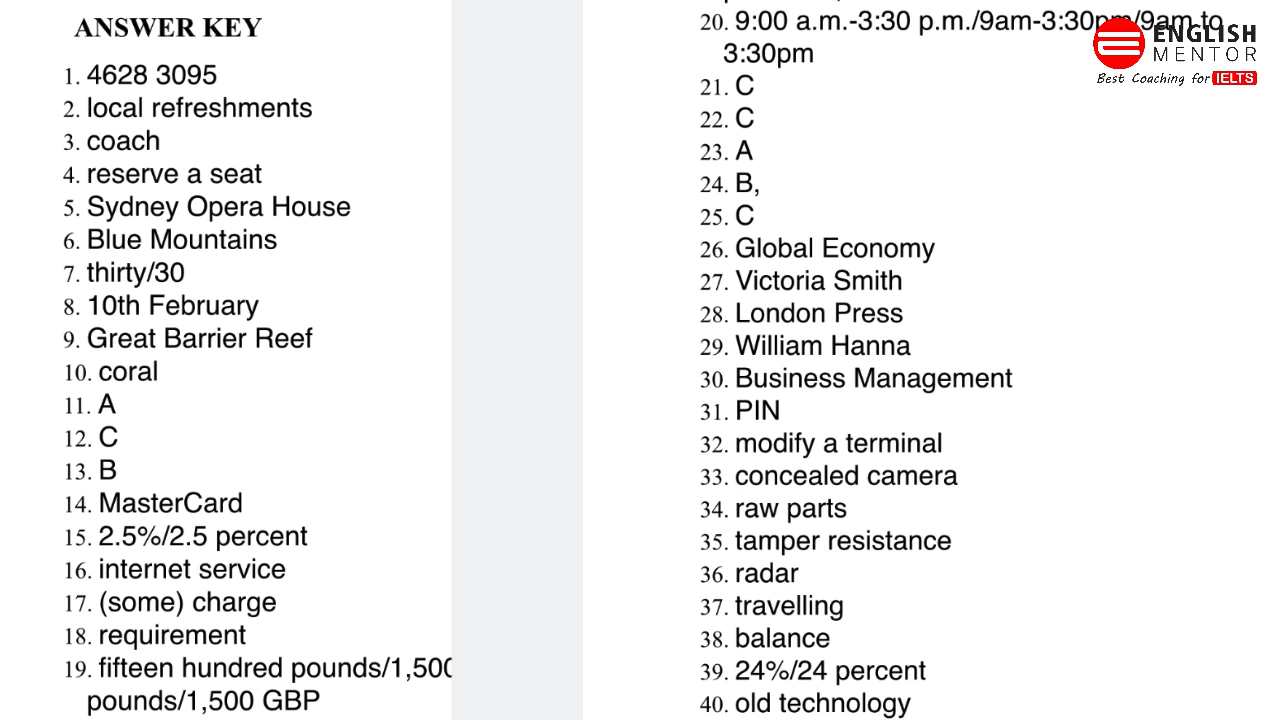 ANSWER KEY
1. 4628 3095
2. local refreshments
3. coach
4. reserve a seat
5. Sydney Opera House
6. Blue Mountains
7. thirty/30
8. 10th February
9. Great Barrier Reef
10. coral
11. A
12. C
13. B
14. MasterCard
15. 2.5%/2.5 percent
16. internet service
17. (some) charge
18. requirement
19. fifteen hundred pounds/1,500
pounds/1,500 GBP
20. 9:00 a.m.-3:30 p.m./9am-3:30pm/9am to
3:30pm
21. C
22. C
23. A
24. B,
25. C
26. Global Economy
27. Victoria Smith
28. London Press
29. William Hanna
30. Business Management
31. PIN
32. modify a terminal
33. concealed camera
34. raw parts
35. tamper resistance
36. radar
37. travelling
38. balance
39. 24%/24 percent
40. old technology
ENGLISH
MENTOR
Best Coaching for IELTS